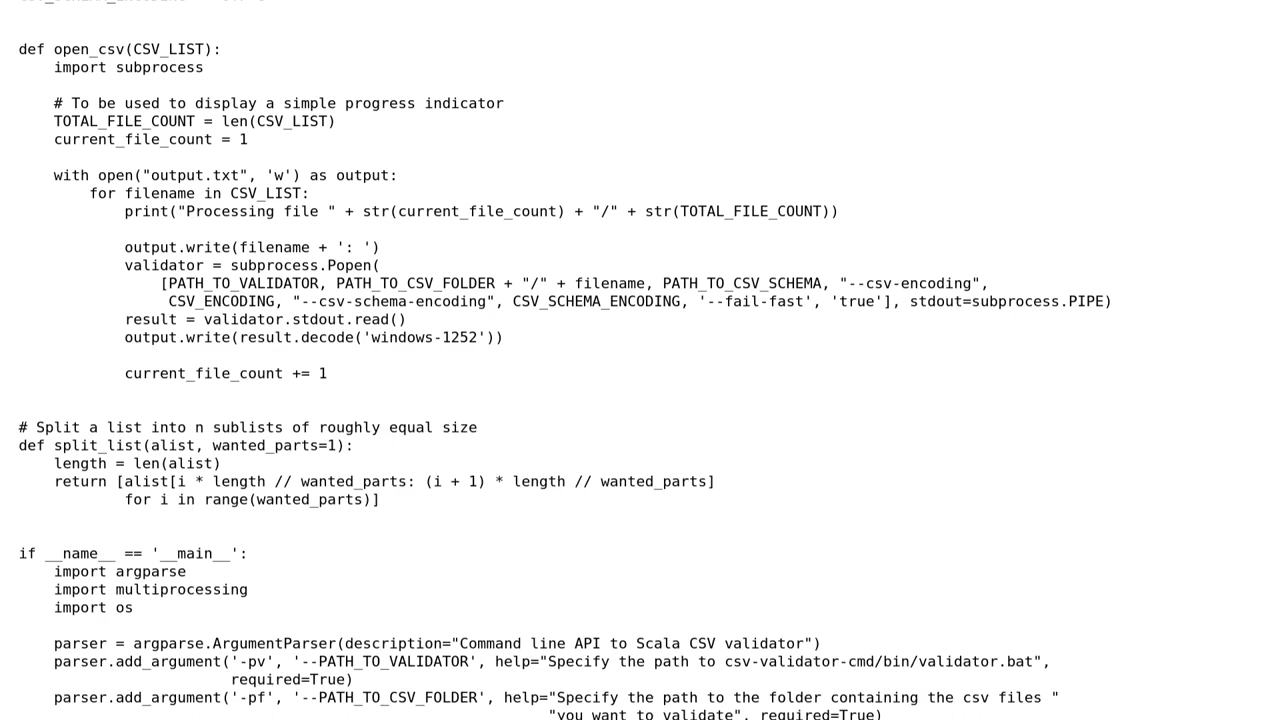 def open_csv(CSV_LIST):
    import subprocess

    # To be used to display a simple progress indicator
    TOTAL_FILE_COUNT = len(CSV_LIST)
    current_file_count = 1

    with open("output.txt", 'w') as output:
        for filename in CSV_LIST:
            print("Processing file " + str(current_file_count) + "/" + str(TOTAL_FILE_COUNT))

            output.write(filename + ': ')
            validator = subprocess.Popen(
                [PATH_TO_VALIDATOR, PATH_TO_CSV_FOLDER + "/" + filename, PATH_TO_CSV_SCHEMA, "--csv-encoding",
                 CSV_ENCODING, "--csv-schema-encoding", CSV_SCHEMA_ENCODING, '--fail-fast', 'true'], stdout=subprocess.PIPE)
            result = validator.stdout.read()
            output.write(result.decode('windows-1252'))

            current_file_count += 1


# Split a list into n sublists of roughly equal size
def split_list(alist, wanted_parts=1):
    length = len(alist)
    return [alist[i * length // wanted_parts: (i + 1) * length // wanted_parts]
            for i in range(wanted_parts)]


if __name__ == '__main__':
    import argparse
    import multiprocessing
    import os

    parser = argparse.ArgumentParser(description="Command line API to Scala CSV validator")
    parser.add_argument('-pv', '--PATH_TO_VALIDATOR', help="Specify the path to csv-validator-cmd/bin/validator.bat",
                        required=True)
    parser.add_argument('-pf', '--PATH_TO_CSV_FOLDER', help="Specify the path to the folder containing the csv files "
                                                            "you want to validate", required=True)